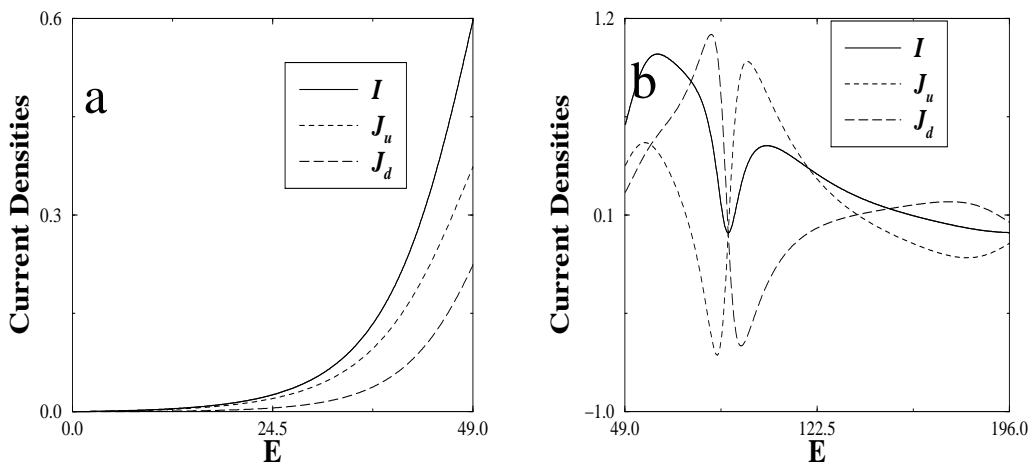 0.6
0.3
0.0
Current Densities
a
I
J_u
J_d
0.0
24.5
49.0
E
1.2
0.1
−1.0
Current Densities
b
I
J_u
J_d
49.0
122.5
196.0
E